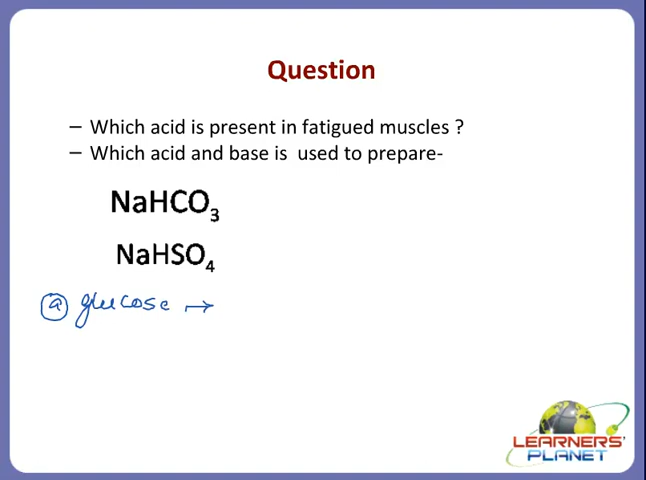 Question
– Which acid is present in fatigued muscles ?
– Which acid and base is used to prepare-
NaHCO₃
NaHSO₄
ⓐ glucose →
LEARNERS'
PLANET